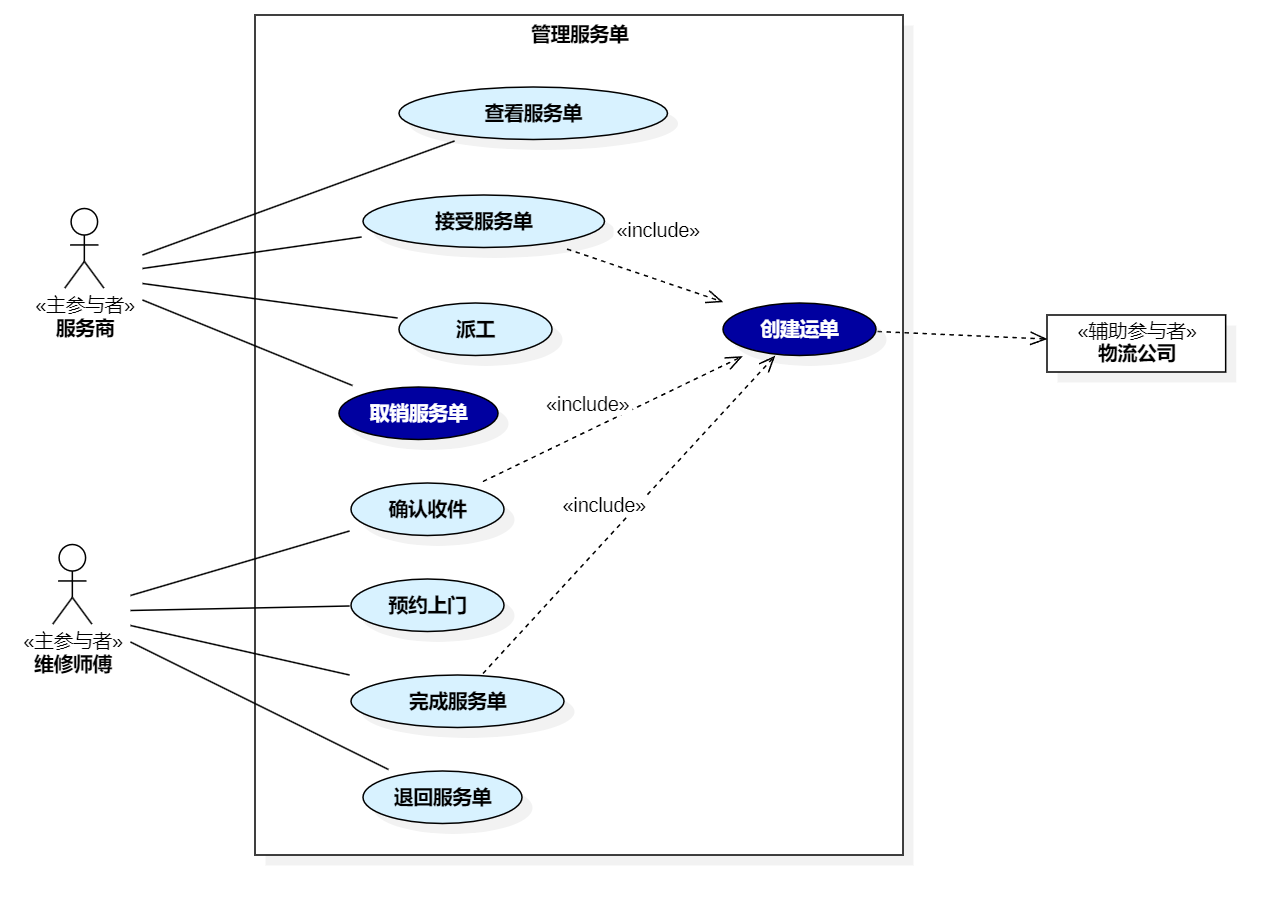 管理服务单
查看服务单
接受服务单
«include»
«主参与者»
服务商
派工
创建运单
«辅助参与者»
物流公司
取销服务单
«include»
确认收件
«include»
预约上门
«主参与者»
维修师傅
完成服务单
退回服务单